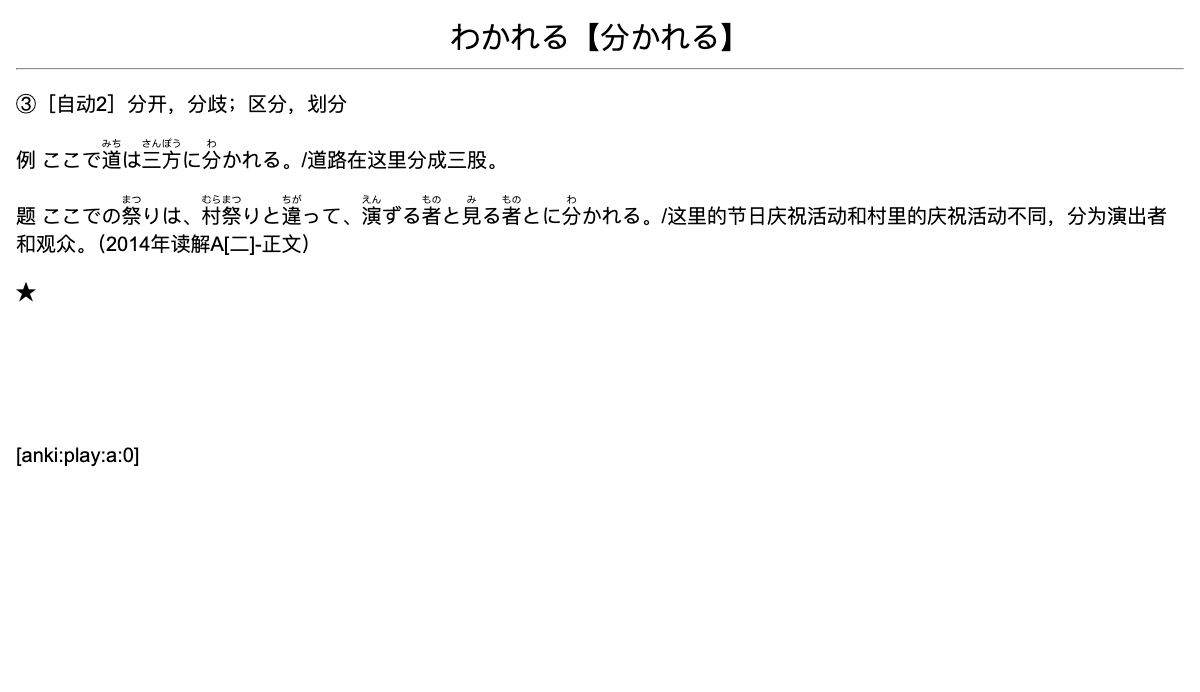 わかれる【分かれる】
③［自动2］分开，分歧；区分，划分
みち さんぽう わ
例 ここで道は三方に分かれる。/道路在这里分成三股。
まつ むらまつ ちが えん もの み もの わ
题 ここでの祭りは、村祭りと違って、演ずる者と見る者とに分かれる。/这里的节日庆祝活动和村里的庆祝活动不同，分为演出者
和观众。（2014年读解A[二]-正文）
★
[anki:play:a:0]